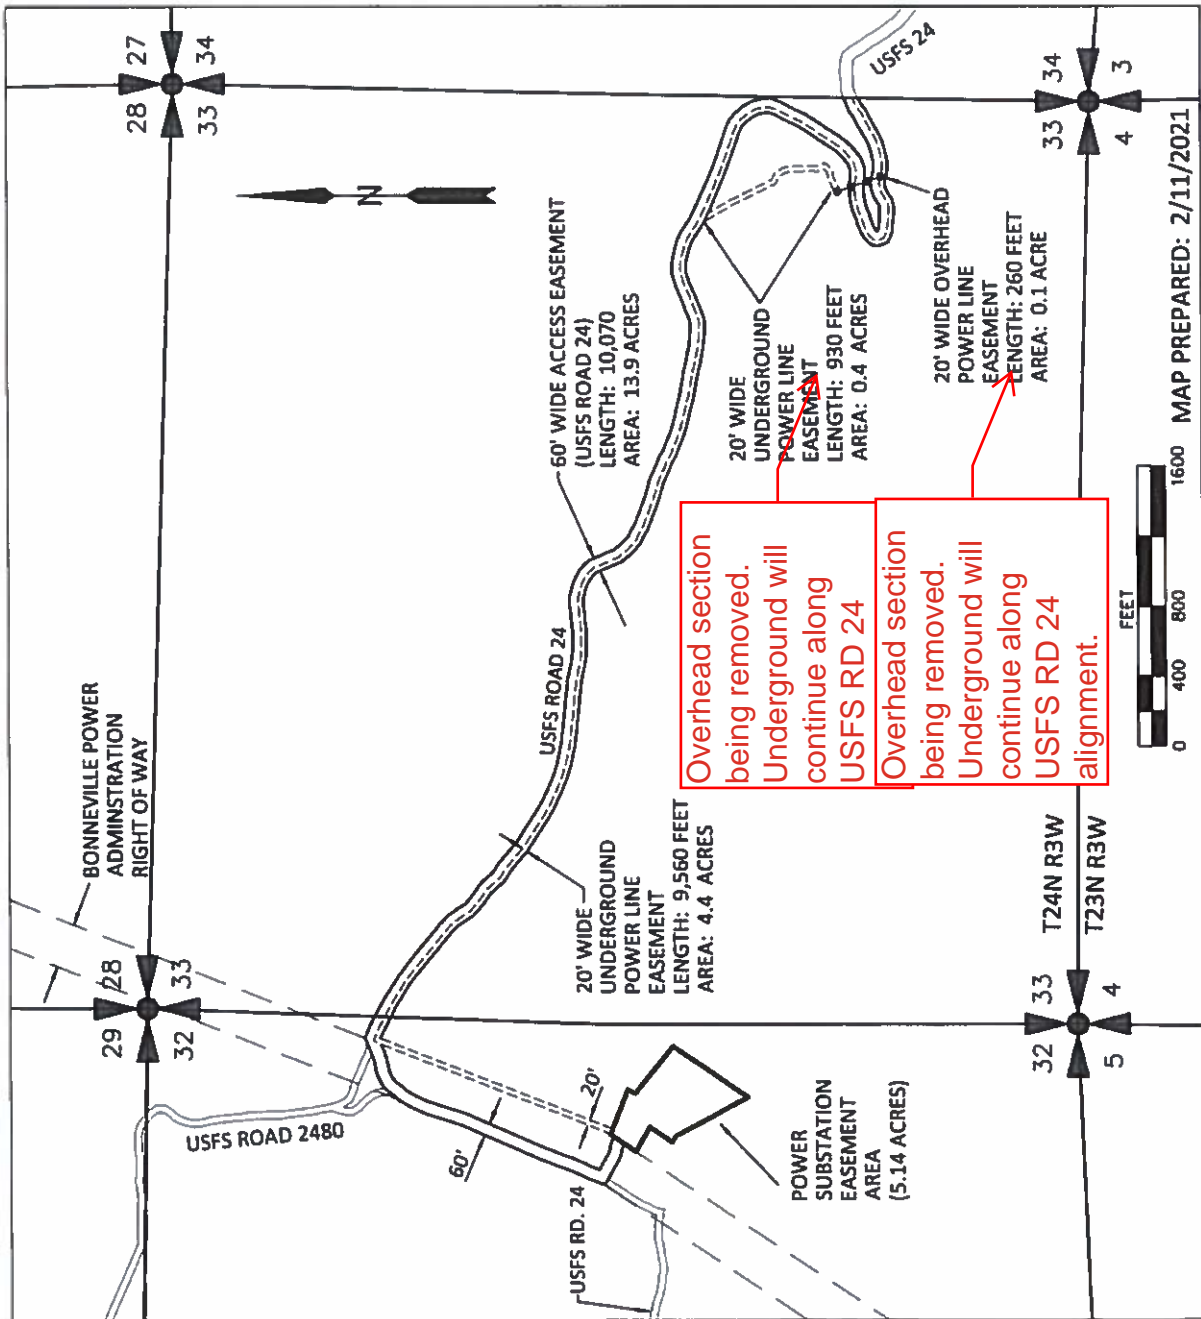 27
34
28
33
BONNEVILLE POWER
ADMINSTRATION
RIGHT OF WAY
29
28
32
33
N
USFS 24
60' WIDE ACCESS EASEMENT
(USFS ROAD 24)
LENGTH: 10,070
AREA: 13.9 ACRES
USFS ROAD 24
USFS ROAD 2480
20' WIDE
UNDERGROUND
POWER LINE
EASEMENT
LENGTH: 9,560 FEET
AREA: 4.4 ACRES
20' WIDE
UNDERGROUND
POWER LINE
EASEMENT
LENGTH: 930 FEET
AREA: 0.4 ACRES
20' WIDE OVERHEAD
POWER LINE
EASEMENT
LENGTH: 260 FEET
AREA: 0.1 ACRE
Overhead section
being removed.
Underground will
continue along
USFS RD 24
Overhead section
being removed.
Underground will
continue along
USFS RD 24
alignment.
60'
20'
USFS RD. 24
POWER
SUBSTATION
EASEMENT
AREA
(5.14 ACRES)
32
33
5
4
T24N R3W
T23N R3W
33
34
4
3
FEET
0
400
800
1600
MAP PREPARED: 2/11/2021